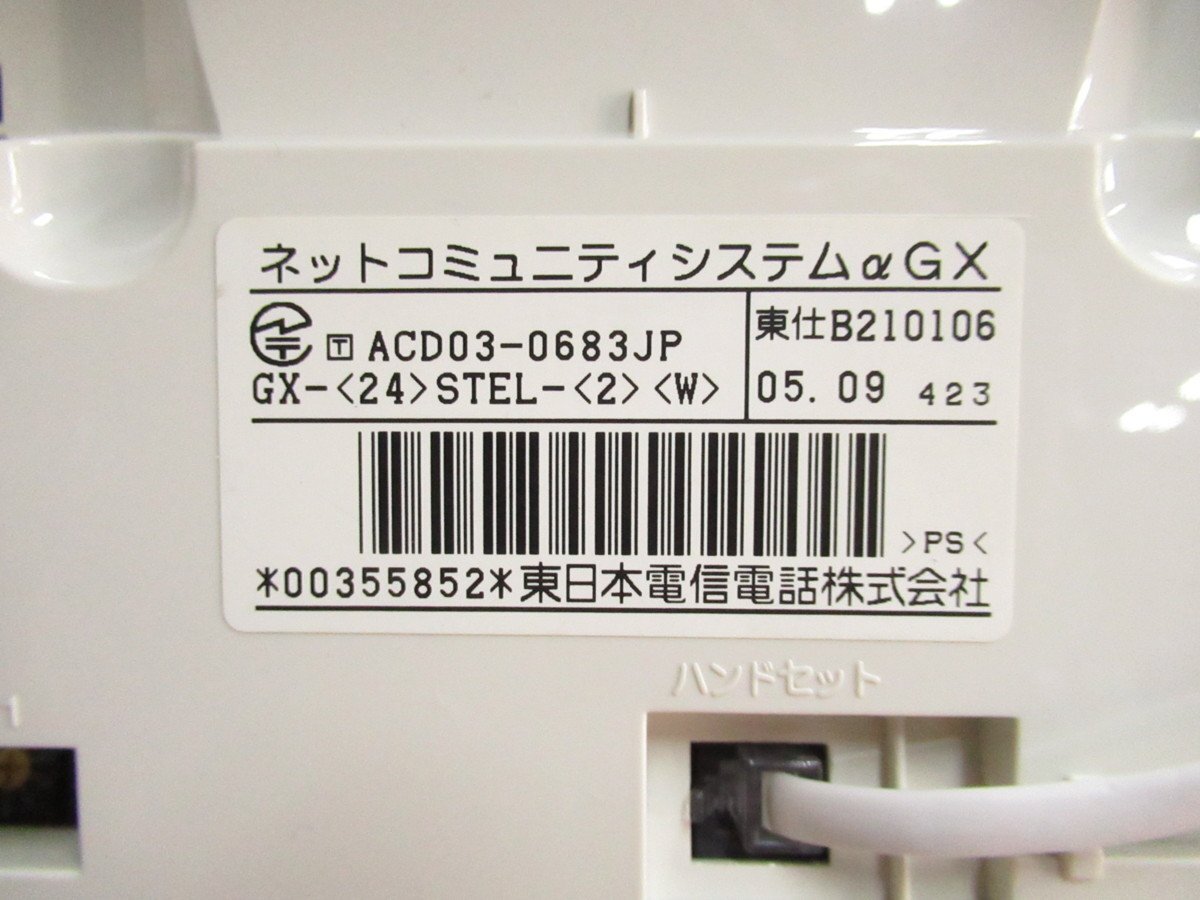 ネットコミュニティシステムαGX
T ACD03-0683JP
GX-<24>STEL-<2><W>
東仕B210106
05.09 423
>PS<
*00355852*東日本電信電話株式会社
ハンドセット